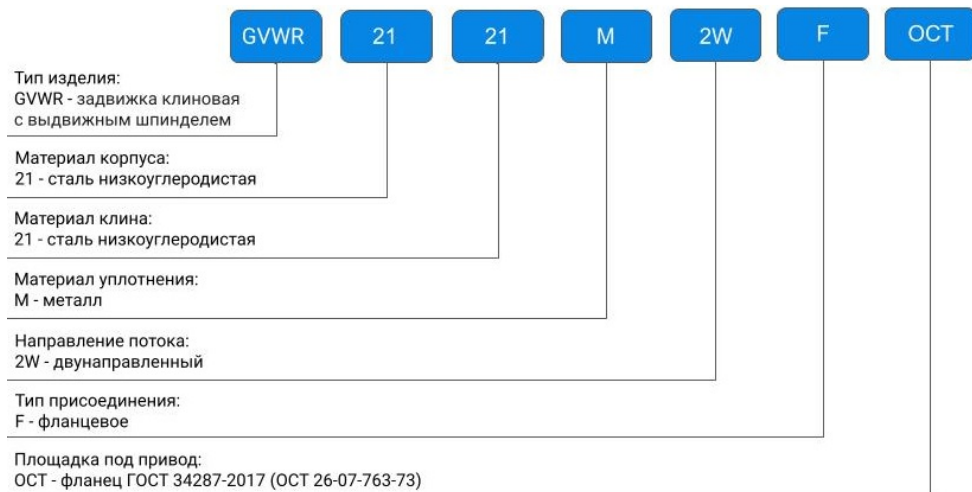 GVWR 21 21 M 2W F ОСТ
Тип изделия:
GVWR - задвижка клиновая
с выдвижным шпинделем
Материал корпуса:
21 - сталь низкоуглеродистая
Материал клина:
21 - сталь низкоуглеродистая
Материал уплотнения:
М - металл
Направление потока:
2W - двунаправленный
Тип присоединения:
F - фланцевое
Площадка под привод:
ОСТ - фланец ГОСТ 34287-2017 (ОСТ 26-07-763-73)